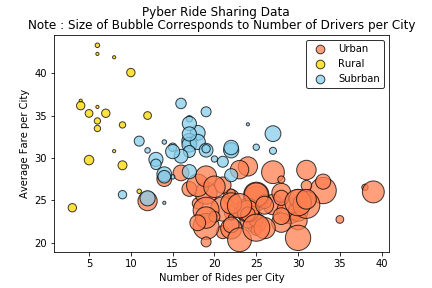 Pyber Ride Sharing Data
Note : Size of Bubble Corresponds to Number of Drivers per City
Urban
Rural
Subrban
Average Fare per City
40
35
30
25
20
5
10
15
20
25
30
35
40
Number of Rides per City